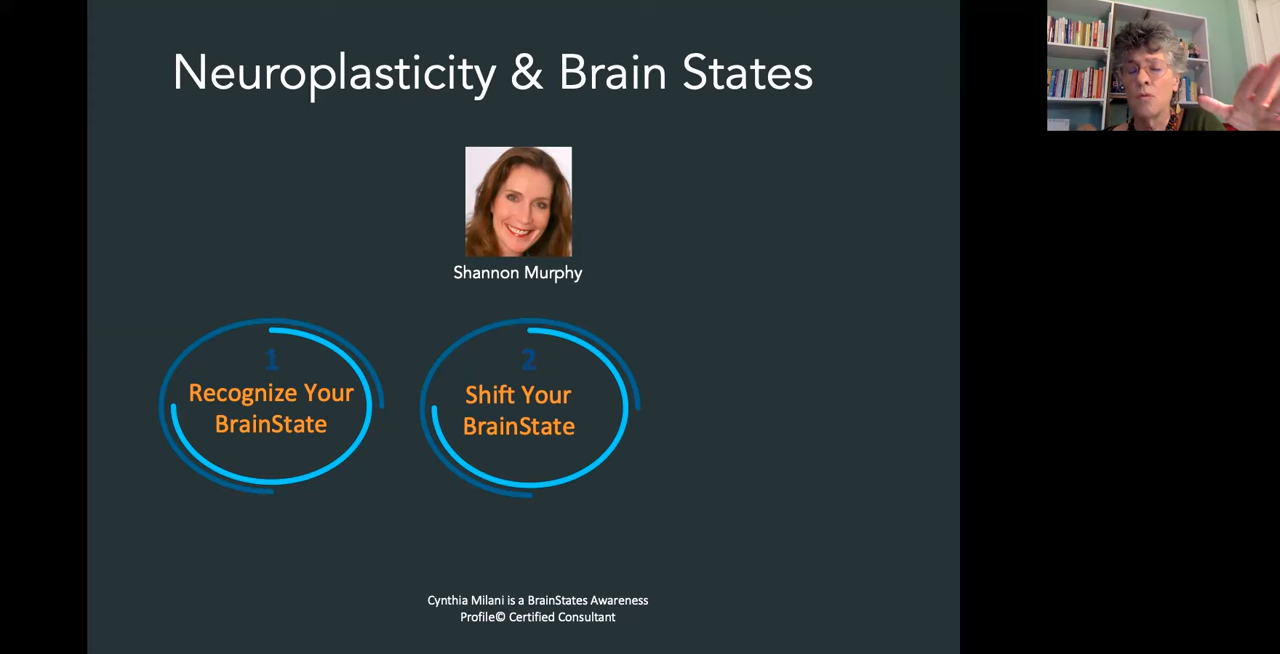 Neuroplasticity & Brain States
Shannon Murphy
1
Recognize Your
BrainState
2
Shift Your
BrainState
Cynthia Milani is a BrainStates Awareness
Profile© Certified Consultant